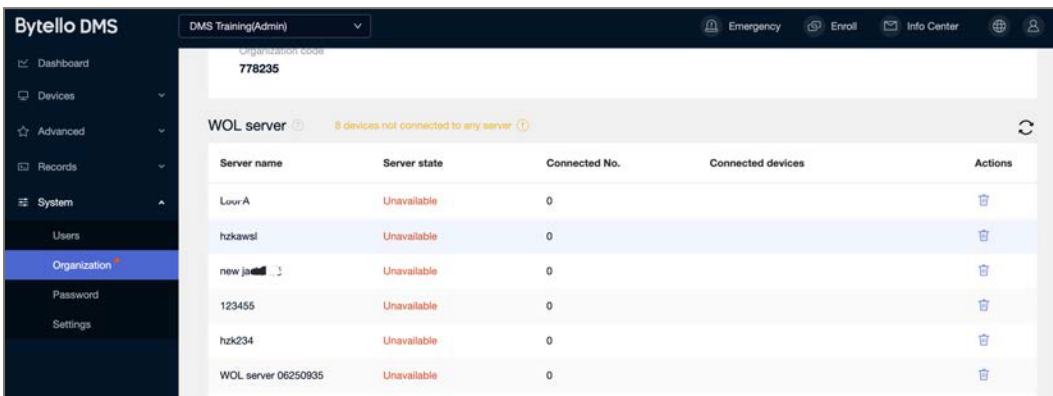 Bytello DMS
DMS Training(Admin)
Emergency
Enroll
Info Center
Dashboard
Devices
Advanced
Records
System
Users
Organization
Password
Settings
Organization code
778235
WOL server
8 devices not connected to any server
Server name Server state Connected No. Connected devices Actions
Unavailable 0
hzkawsl Unavailable 0
new Unavailable 0
123455 Unavailable 0
hzk234 Unavailable 0
WOL server 06250935 Unavailable 0